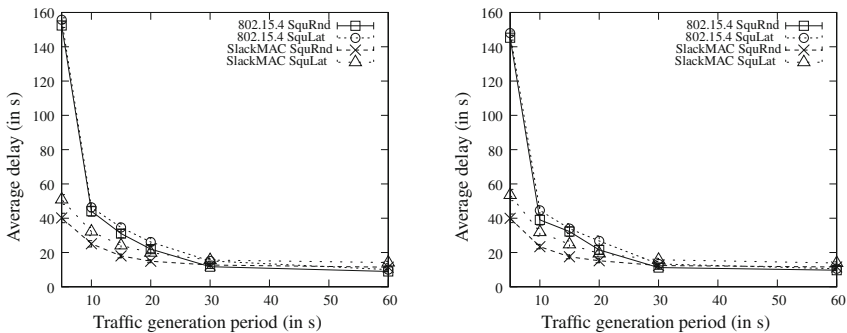 160
140
120
100
80
60
40
20
0
10
20
30
40
50
60
Average delay (in s)
Traffic generation period (in s)
802.15.4 SquRnd
802.15.4 SquLat
SlackMAC SquRnd
SlackMAC SquLat
160
140
120
100
80
60
40
20
0
10
20
30
40
50
60
Average delay (in s)
Traffic generation period (in s)
802.15.4 SquRnd
802.15.4 SquLat
SlackMAC SquRnd
SlackMAC SquLat